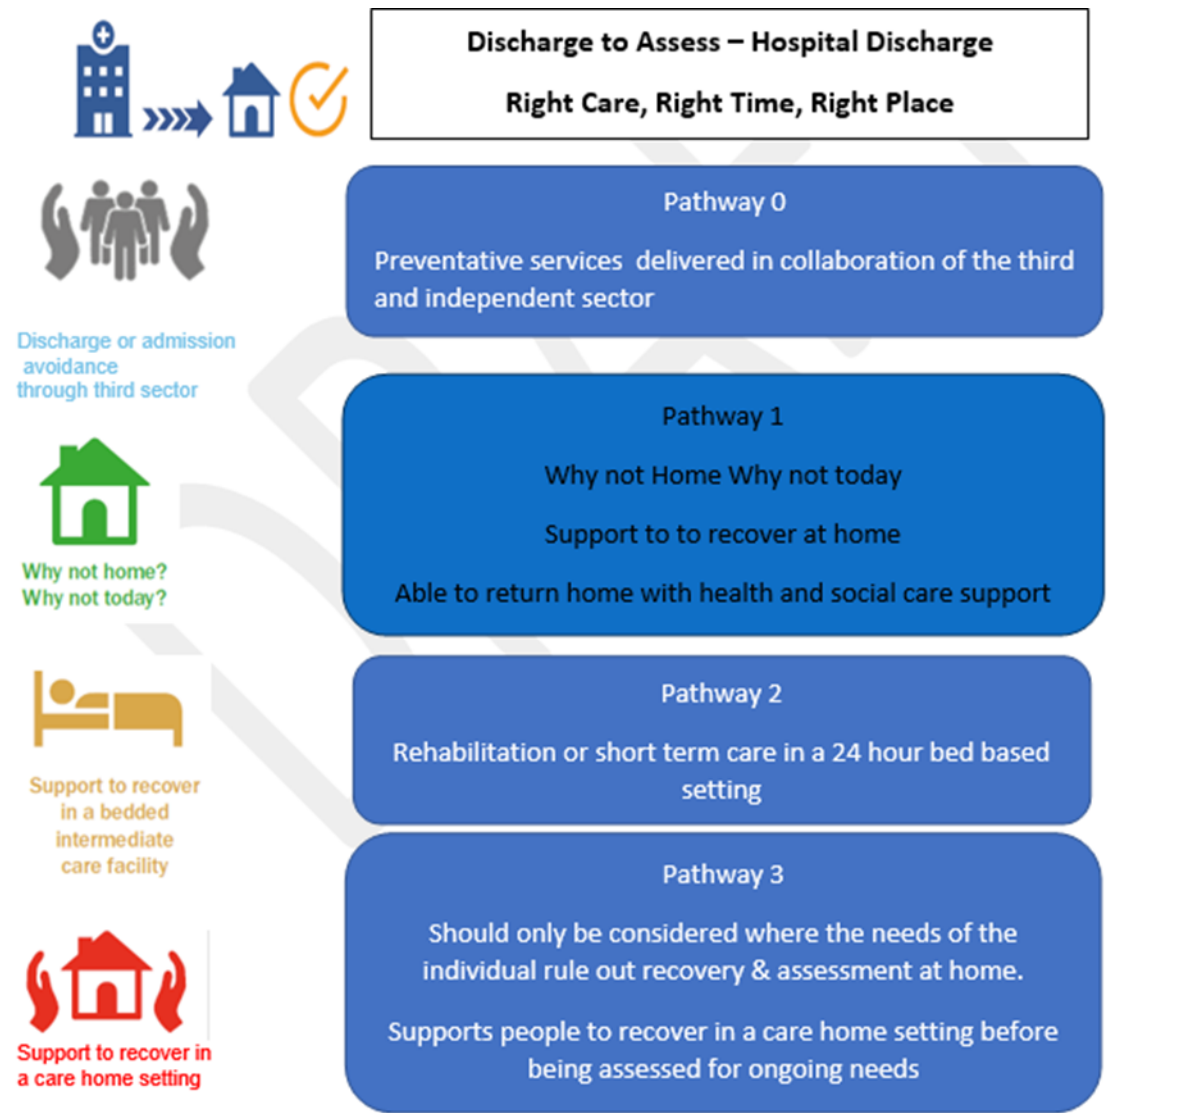 Discharge to Assess – Hospital Discharge
Right Care, Right Time, Right Place
Pathway 0
Preventative services  delivered in collaboration of the third
and independent sector
Discharge or admission
avoidance
through third sector
Pathway 1
Why not Home Why not today
Support to to recover at home
Able to return home with health and social care support
Why not home?
Why not today?
Pathway 2
Rehabilitation or short term care in a 24 hour bed based
setting
Support to recover
in a bedded
intermediate
care facility
Pathway 3
Should only be considered where the needs of the
individual rule out recovery & assessment at home.
Supports people to recover in a care home setting before
being assessed for ongoing needs
Support to recover in
a care home setting